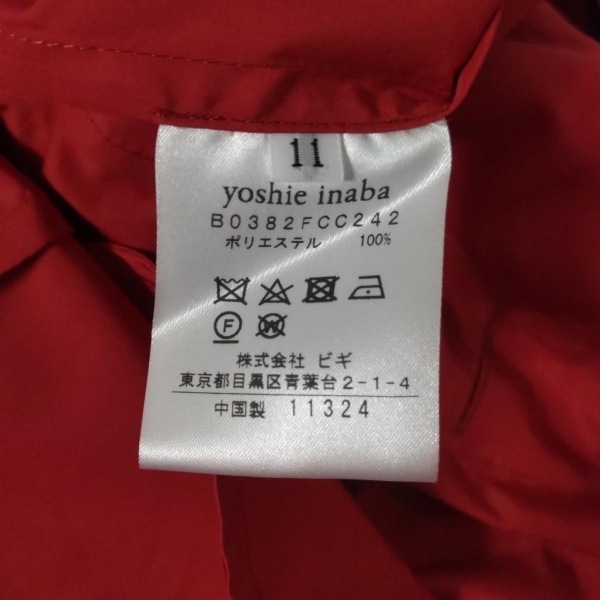 11
yoshie inaba
B0382FCC242
ポリエステル 100%
F W
株式会社 ビギ
東京都目黒区青葉台2-1-4
中国製 11324